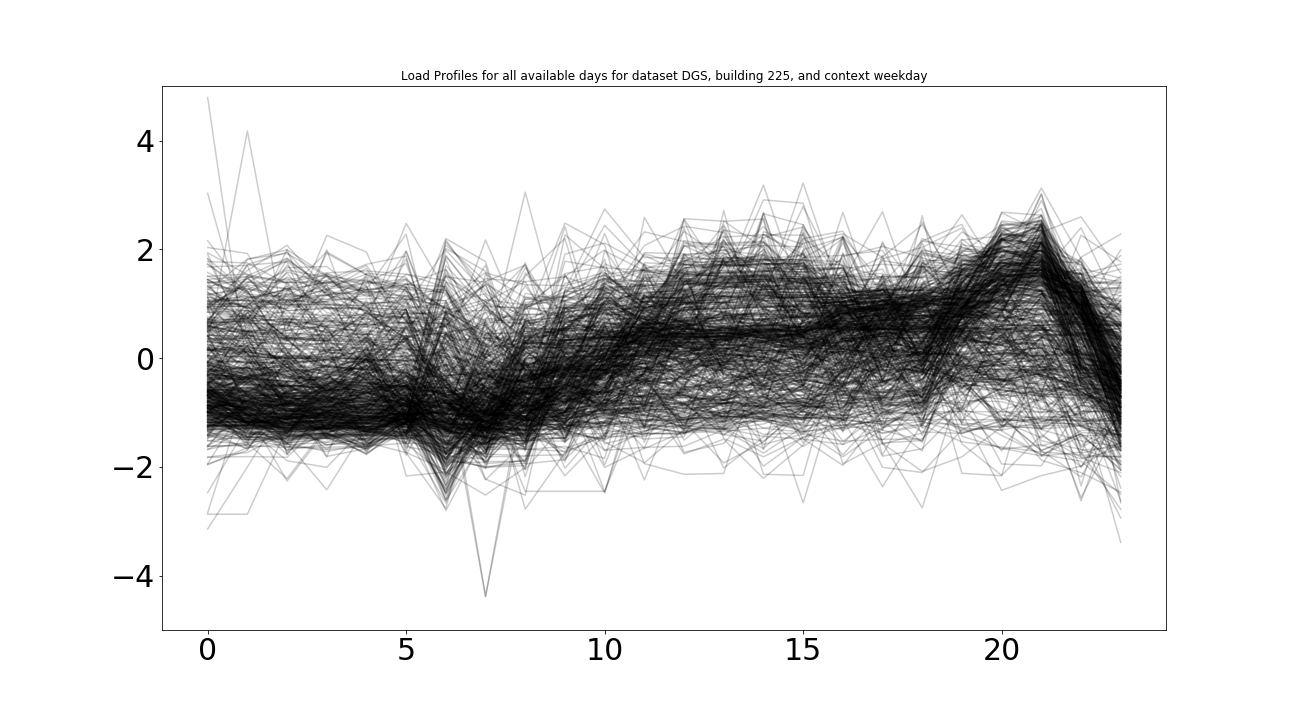 Load Profiles for all available days for dataset DGS, building 225, and context weekday
4
2
0
−2
−4
0 5 10 15 20